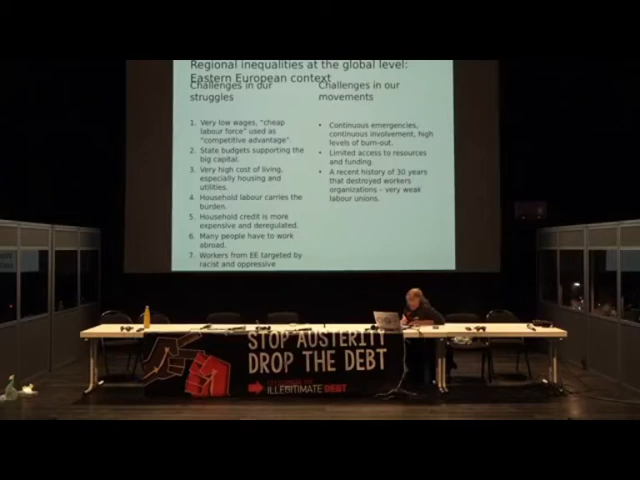 Regional inequalities at the global level:
Eastern European context
Challenges in our
struggles
1. Very low wages, “cheap
labour force” used as
“competitive advantage”.
2. State budgets supporting the
big capital.
3. Very high cost of living,
especially housing and
utilities.
4. Household labour carries the
burden.
5. Household credit is more
expensive and deregulated.
6. Many people have to work
abroad.
7. Workers from EE targeted by
racist and oppressive
Challenges in our
movements
• Continuous emergencies,
continuous involvement, high
levels of burn-out.
• Limited access to resources
and funding.
• A recent history of 30 years
that destroyed workers
organizations – very weak
labour unions.
STOP AUSTERITY
DROP THE DEBT
ILLEGITIMATE DEBT